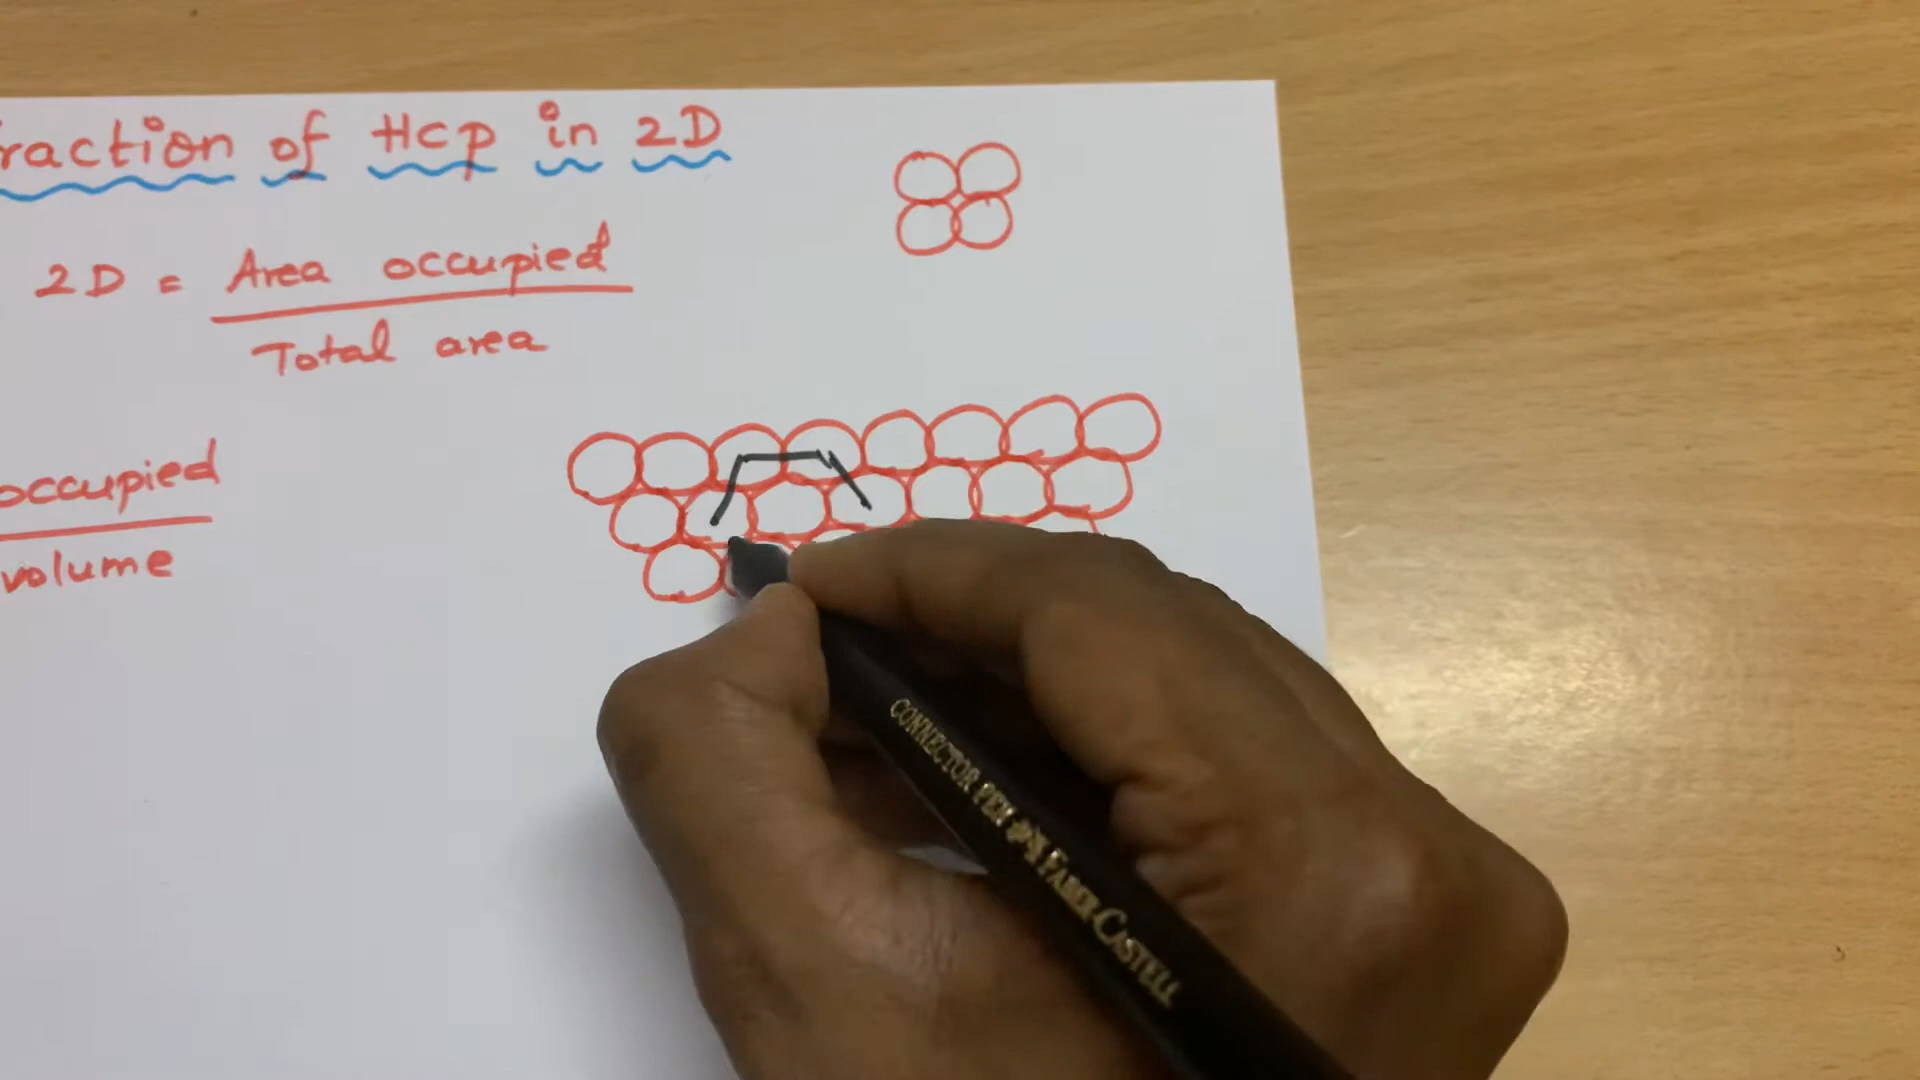 raction of Hcp in 2D
2D = Area occupied
Total area
occupied
volume
CONNECTOR PEN FABER-CASTELL